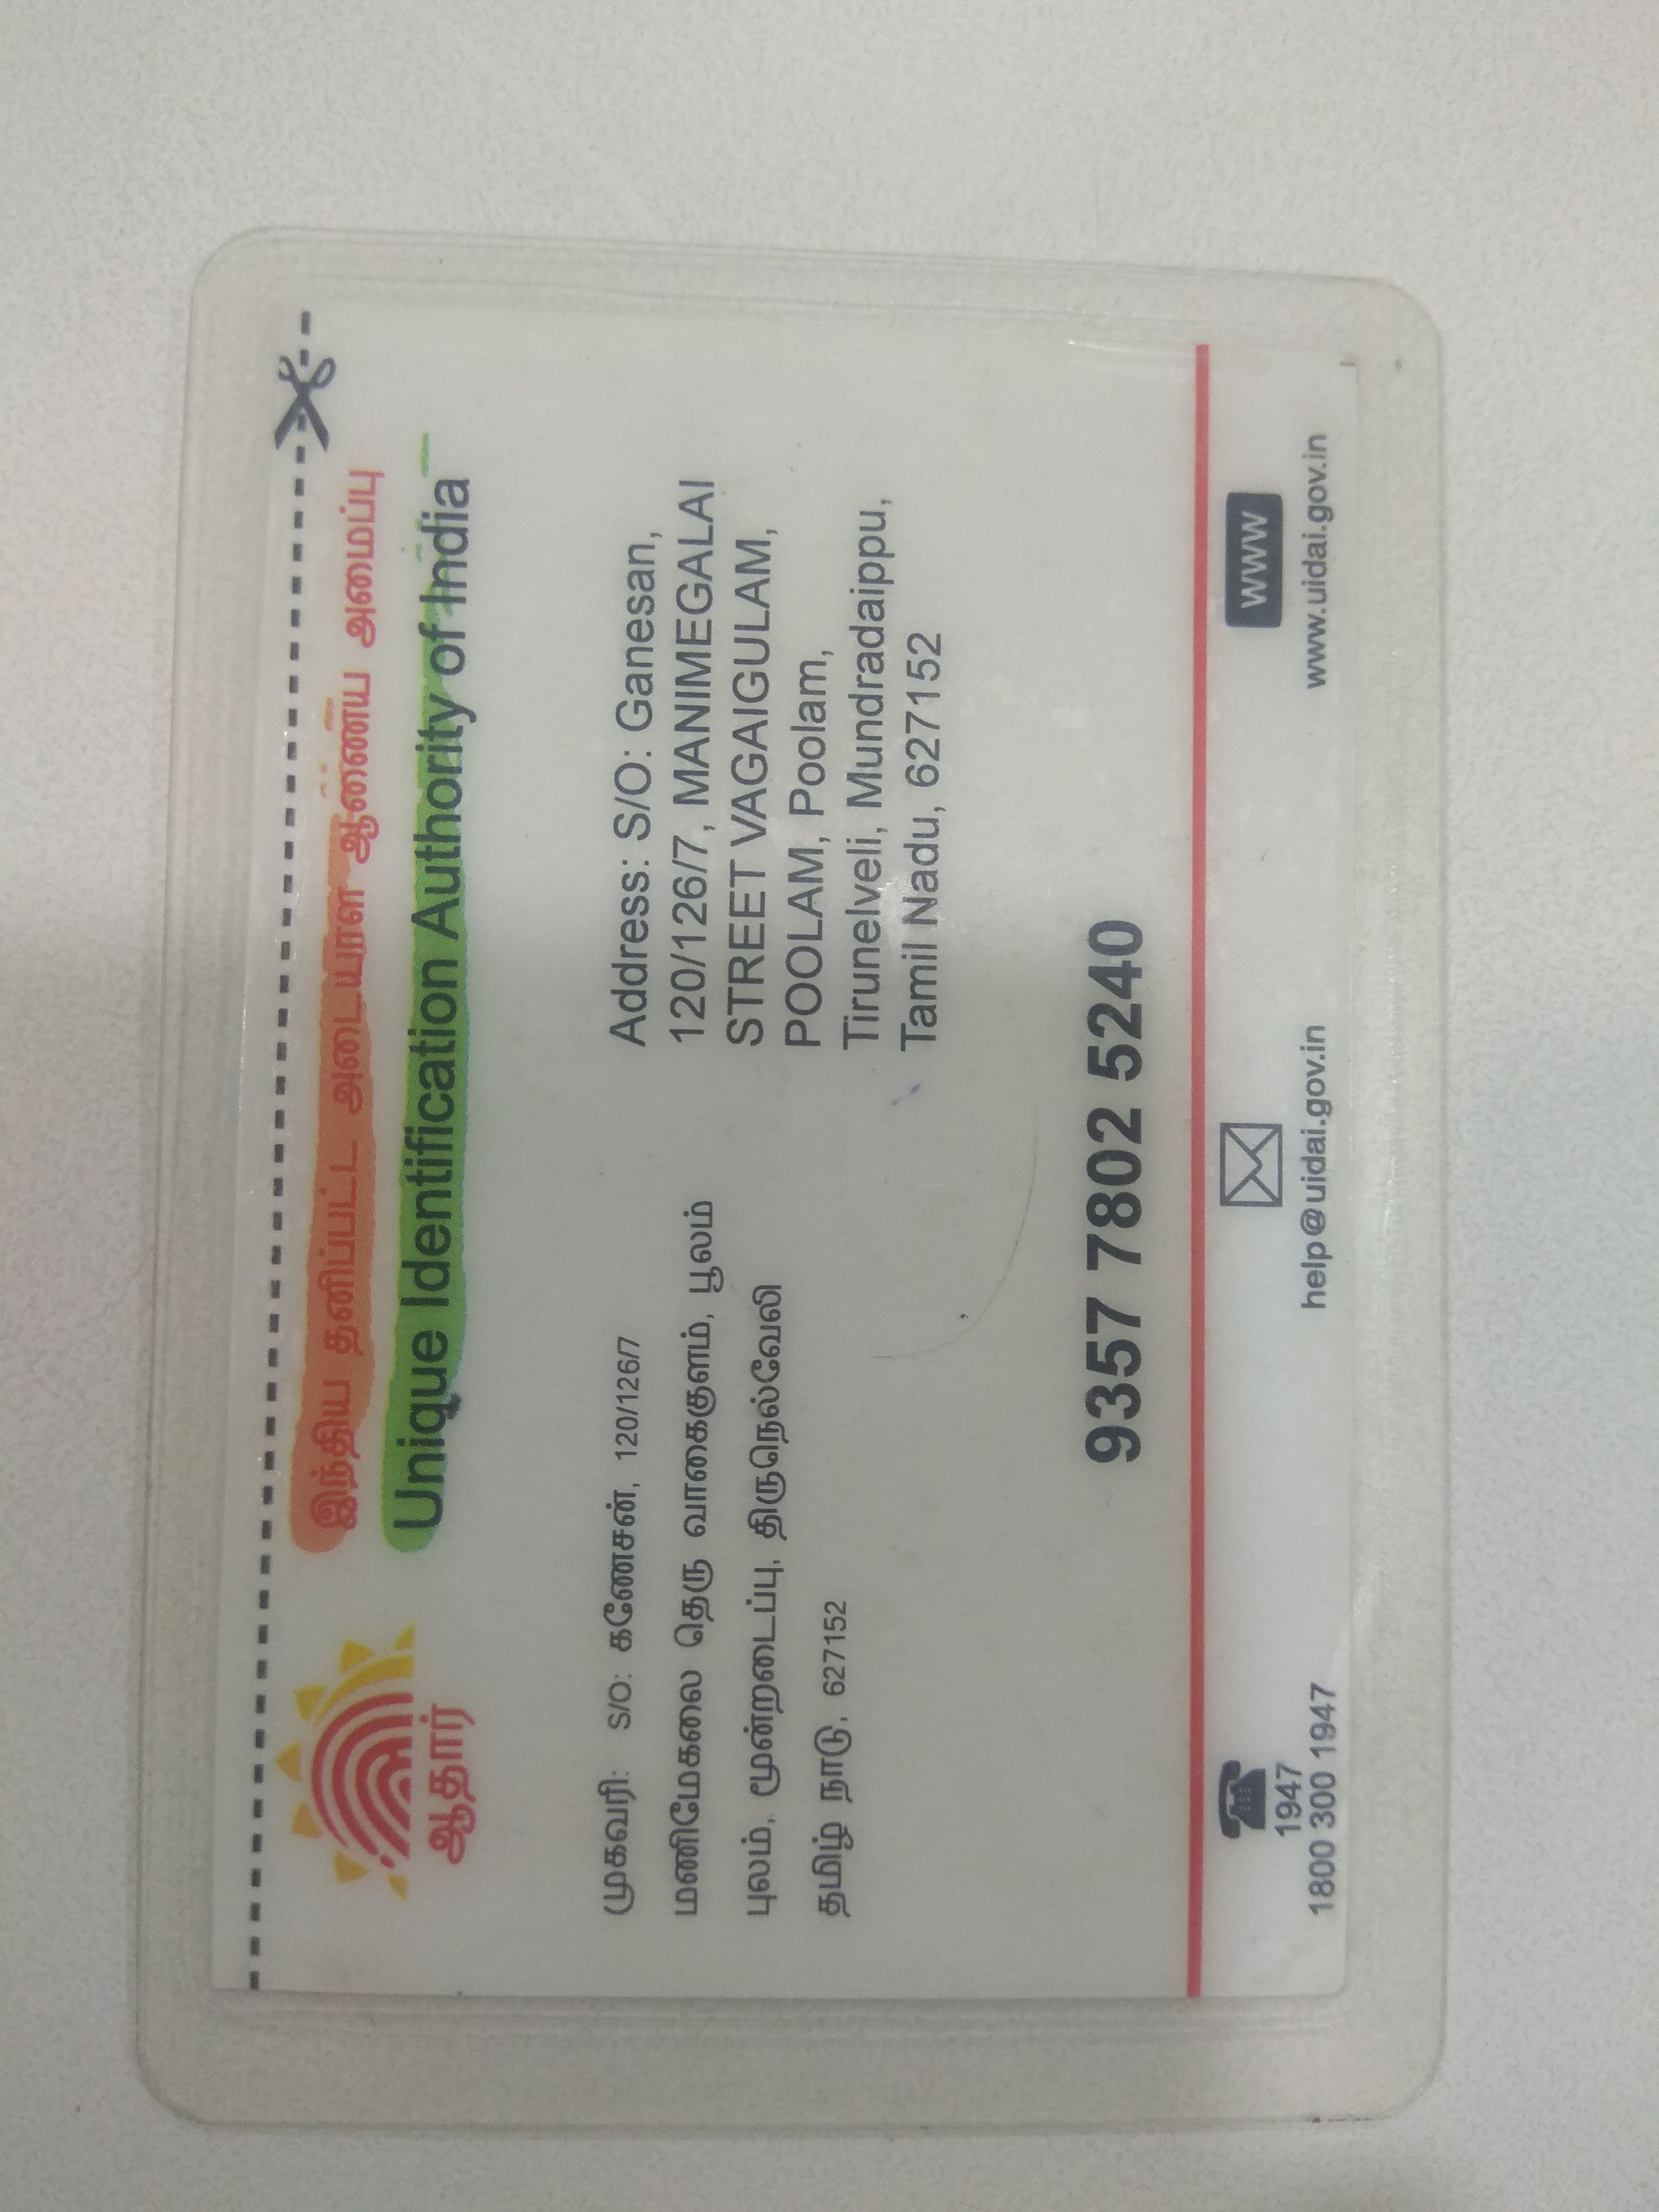 இந்திய தனிப்பட்ட அடையாள ஆணைய அமைப்பு
Unique Identification Authority of India
ஆதார்
முகவரி: S/O: கணேசன், 120/126/7
மணிமேகலை தெரு வாகைகுளம், பூலம்
புலம், மூன்றடைப்பு, திருநெல்வேலி
தமிழ் நாடு, 627152
Address: S/O: Ganesan,
120/126/7, MANIMEGALAI
STREET VAGAIGULAM,
POOLAM, Poolam,
Tirunelveli, Mundradaippu,
Tamil Nadu, 627152
9357 7802 5240
1947
1800 300 1947
help@uidai.gov.in
WWW
www.uidai.gov.in